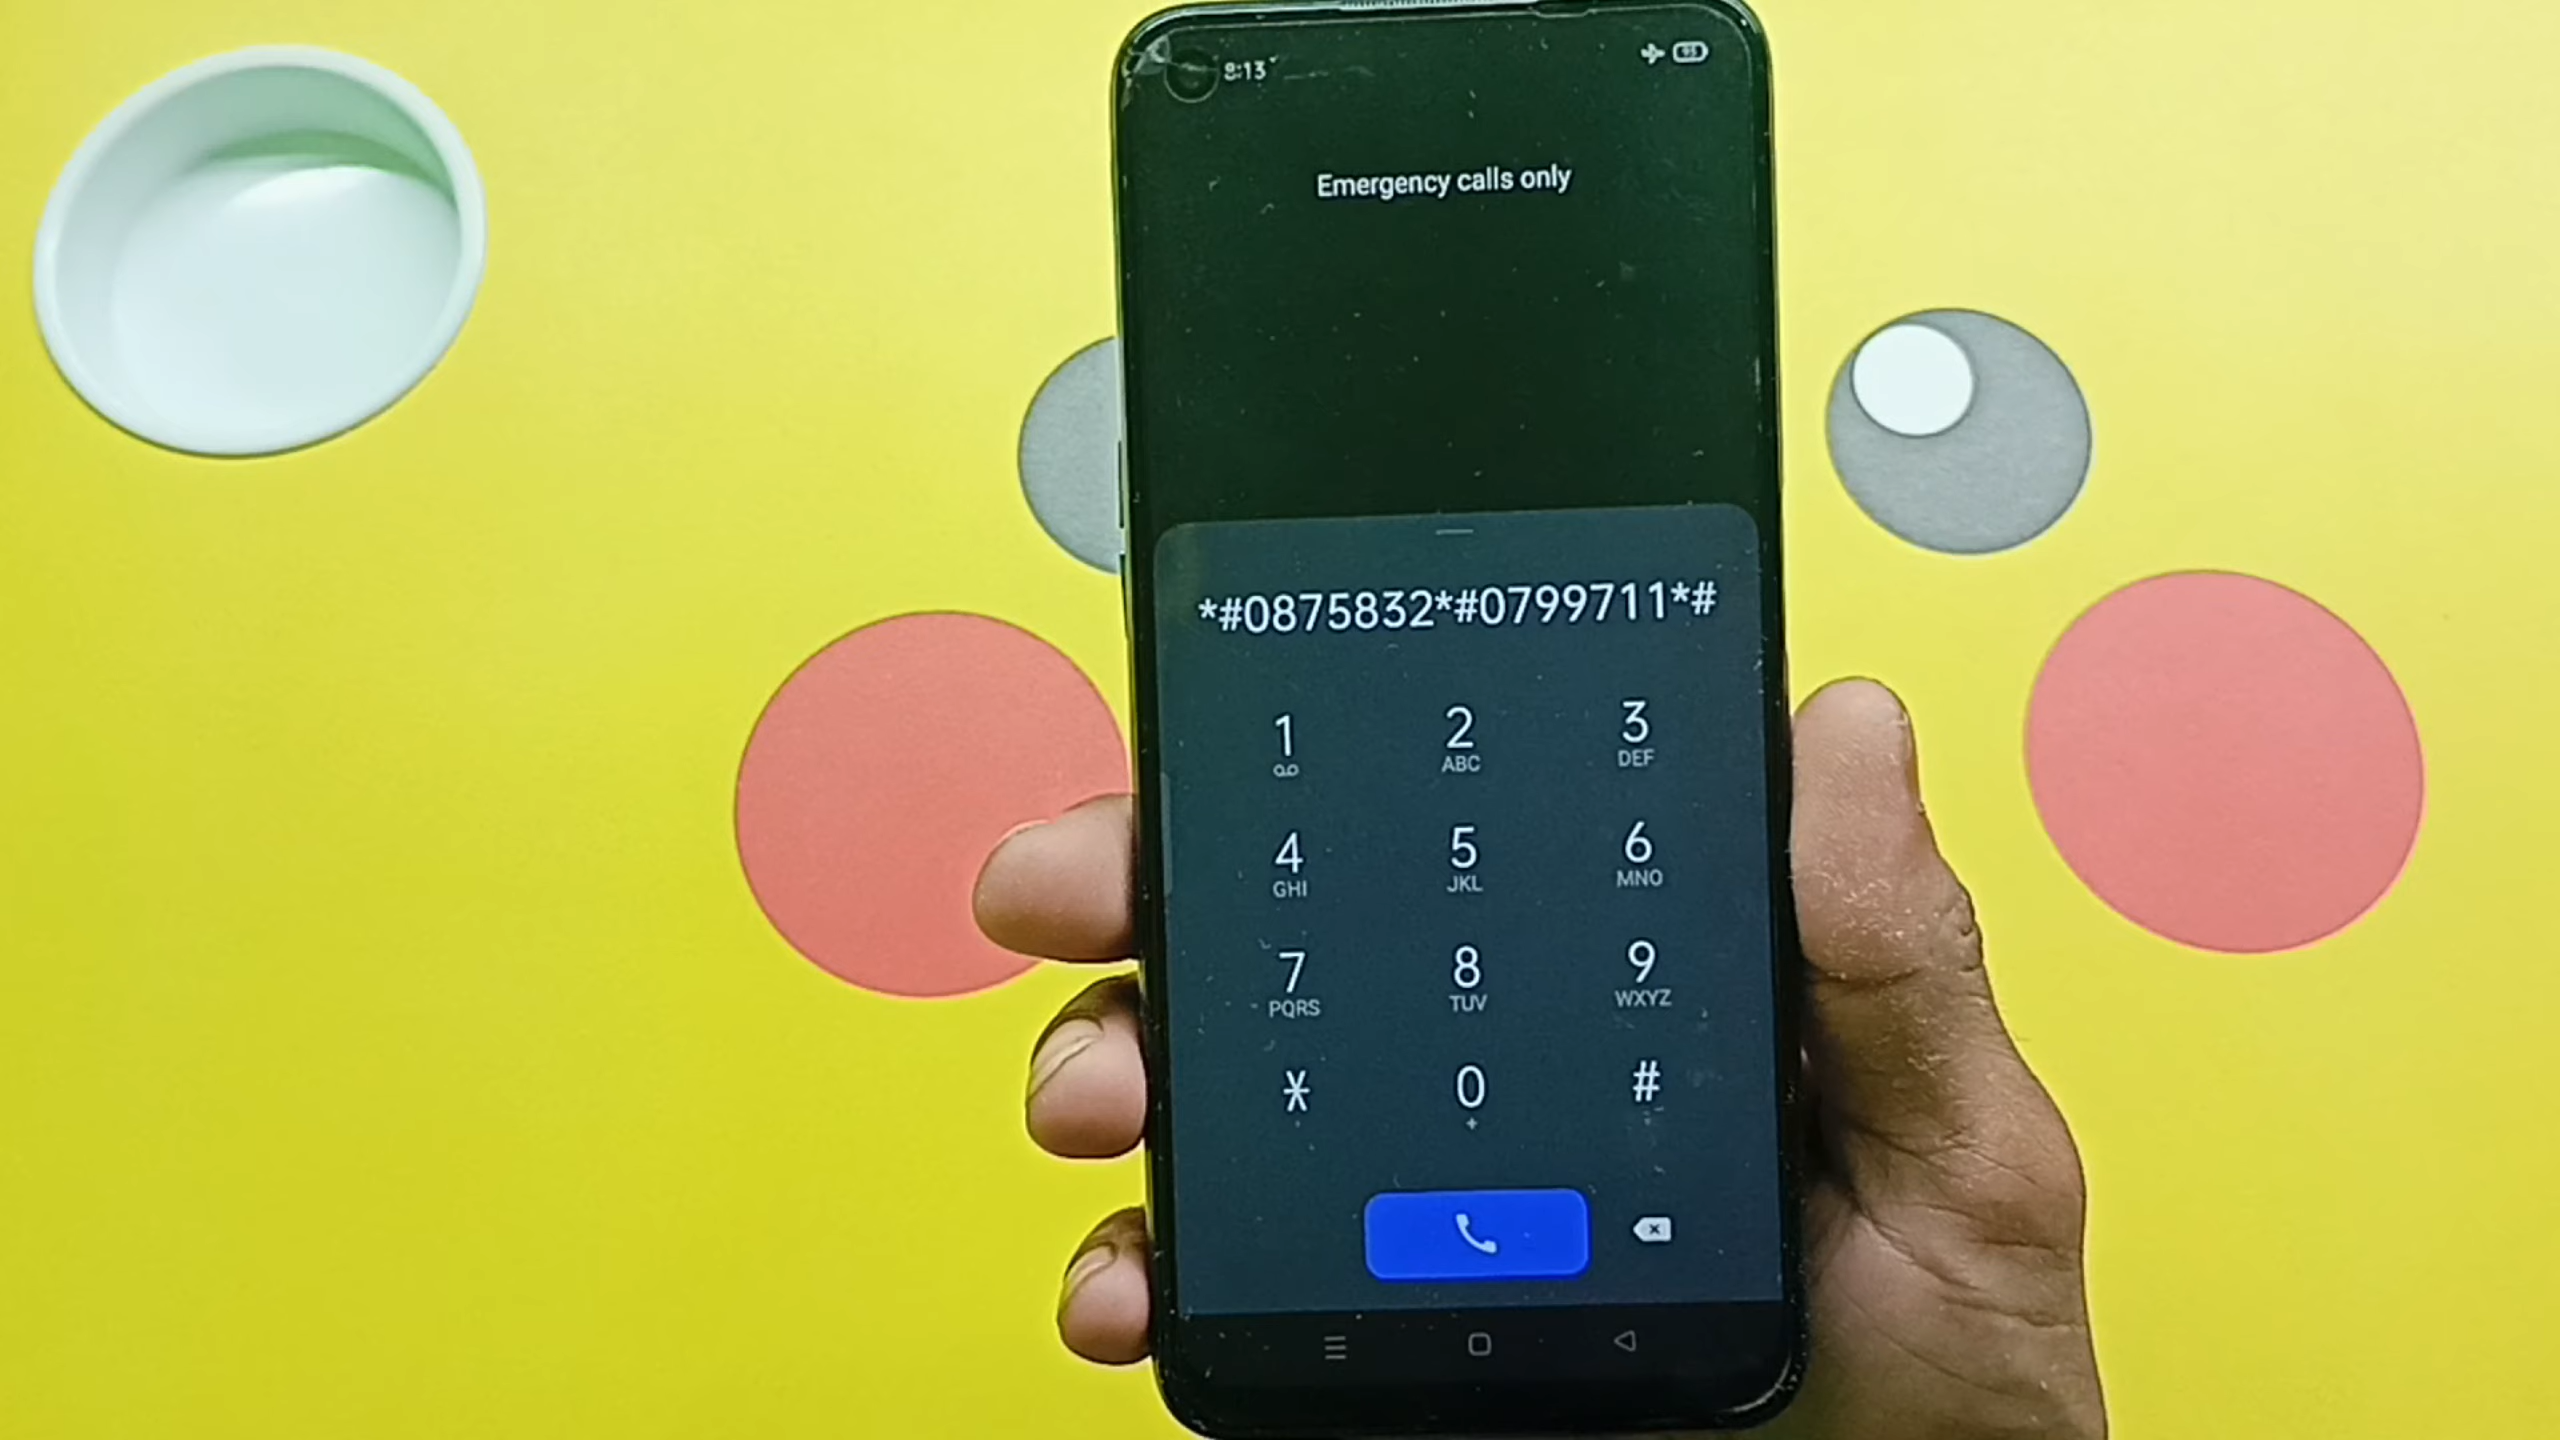 8:13
93
Emergency calls only
*#0875832*#0799711*#
1 2 3
ABC DEF
4 5 6
GHI JKL MNO
7 8 9
PQRS TUV WXYZ
* 0 #
+